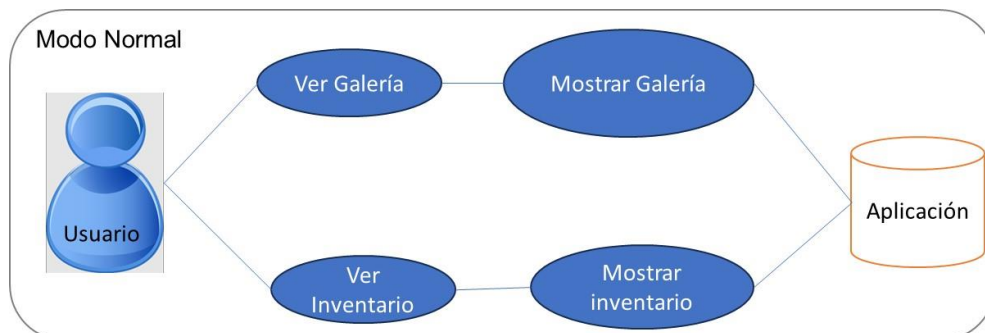 Modo Normal
Ver Galería
Mostrar Galería
Usuario
Aplicación
Ver
Inventario
Mostrar
inventario